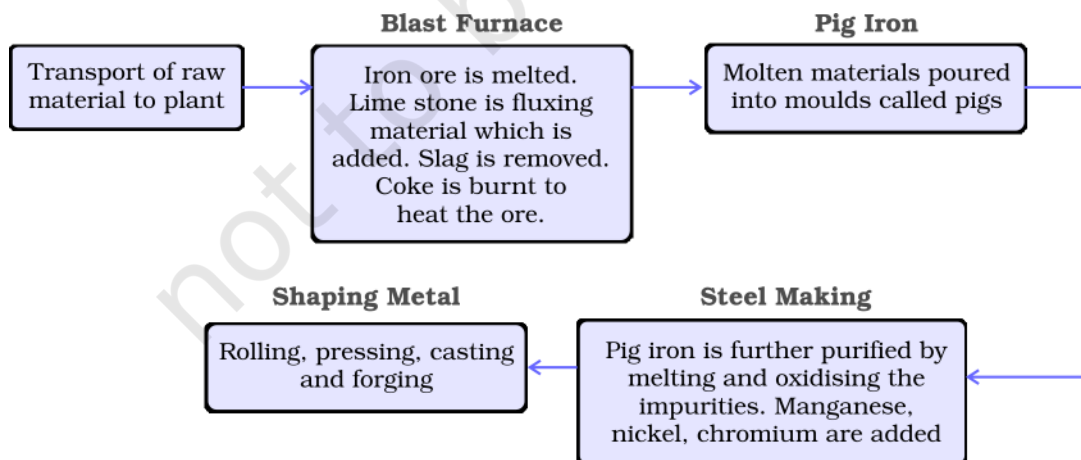 Blast Furnace
Pig Iron
Transport of raw
material to plant
Iron ore is melted.
Lime stone is fluxing
material which is
added. Slag is removed.
Coke is burnt to
heat the ore.
Molten materials poured
into moulds called pigs
Shaping Metal
Steel Making
Rolling, pressing, casting
and forging
Pig iron is further purified by
melting and oxidising the
impurities. Manganese,
nickel, chromium are added
not to b